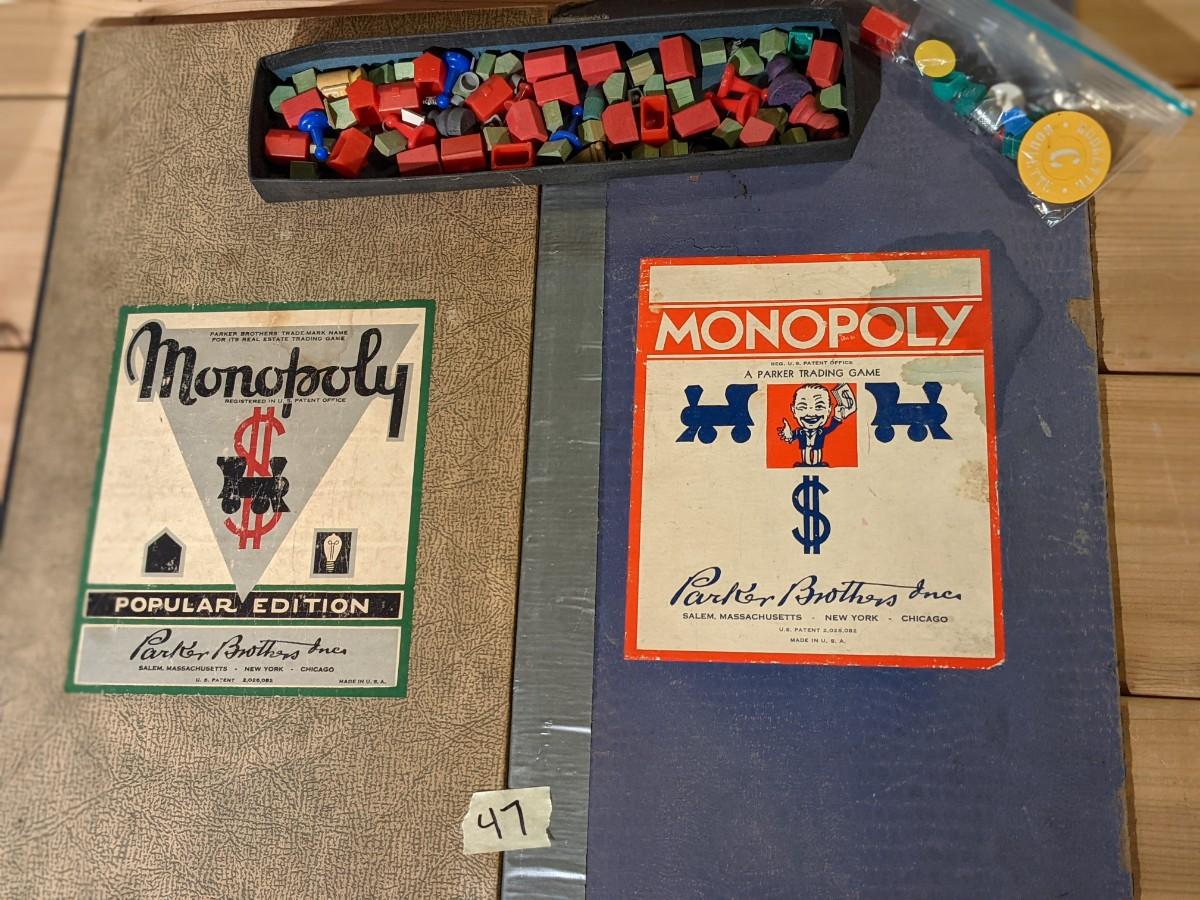 PARKER BROTHERS' TRADE-MARK NAME
FOR ITS REAL ESTATE TRADING GAME
Monopoly
REGISTERED IN U.S. PATENT OFFICE
$
RR
POPULAR EDITION
Parker Brothers Inc.
SALEM, MASSACHUSETTS - NEW YORK - CHICAGO
U. S. PATENT 2,026,082 MADE IN U. S. A.
MONOPOLY
REG. U. S. PATENT OFFICE
A PARKER TRADING GAME
$
$
Parker Brothers Inc.
SALEM, MASSACHUSETTS - NEW YORK - CHICAGO
U.S. PATENT 2,026,082
MADE IN U. S. A.
47
C